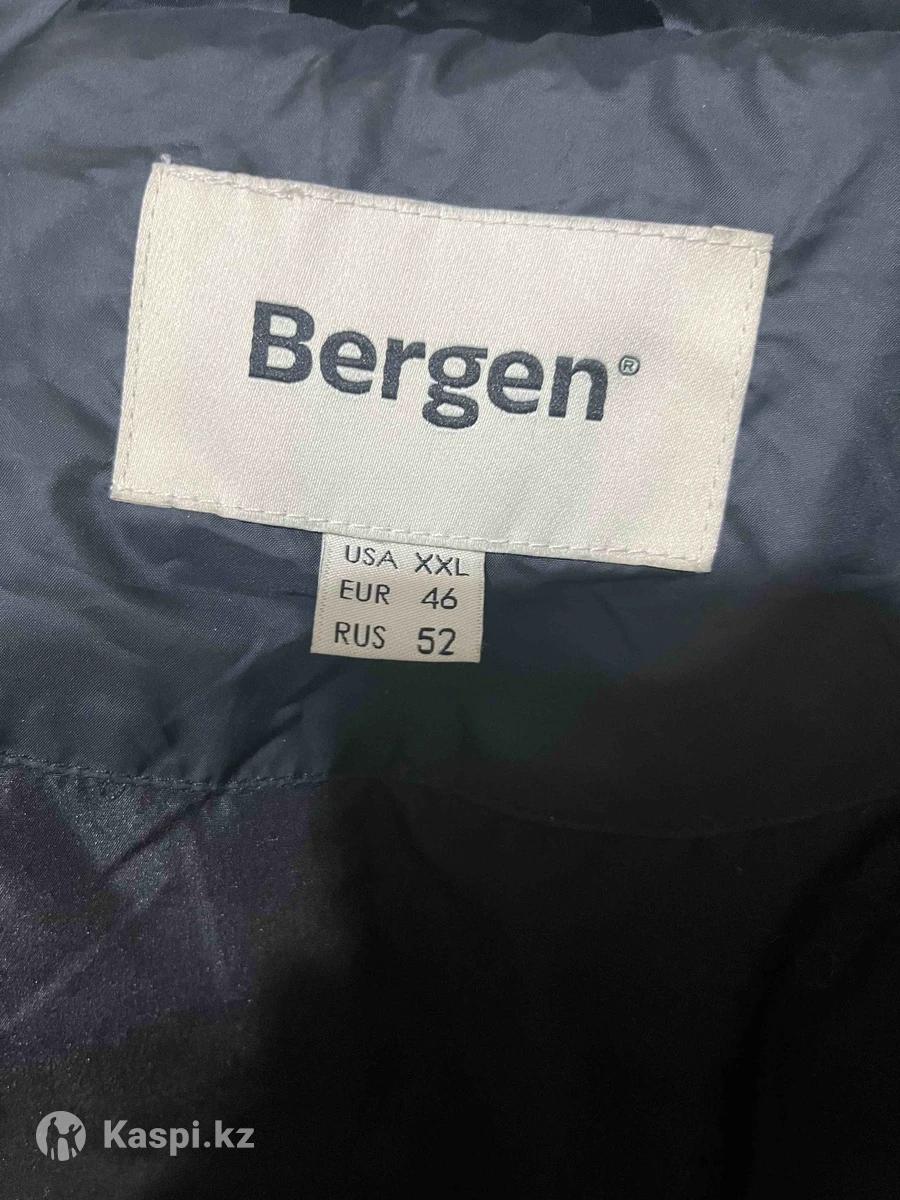 Bergen®
USA XXL
EUR 46
RUS 52
Kaspi.kz